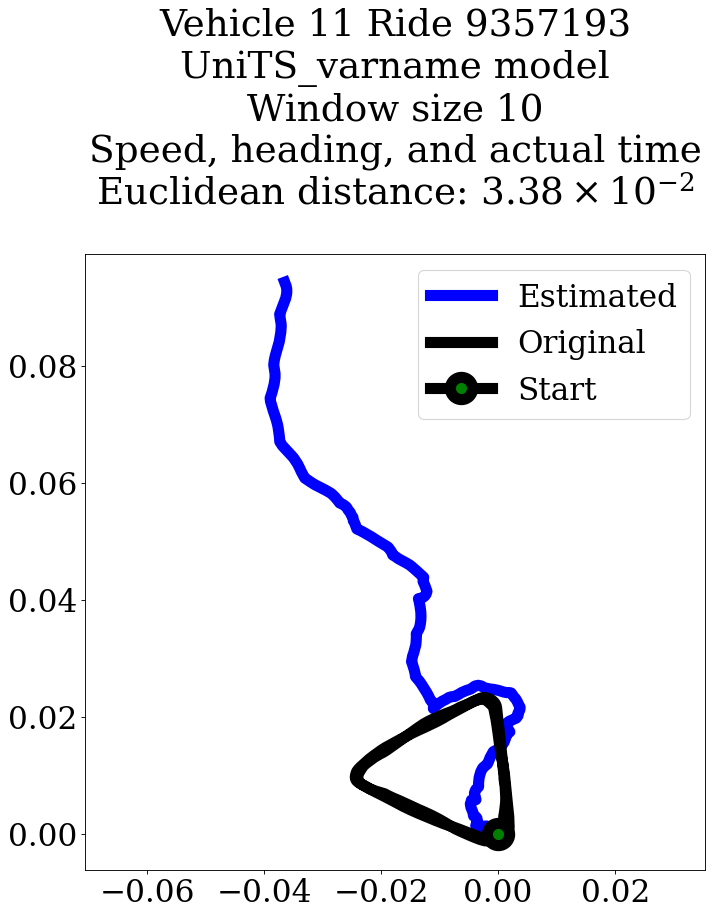 Vehicle 11 Ride 9357193
UniTS_varname model
Window size 10
Speed, heading, and actual time
Euclidean distance: 3.38 × 10⁻²
Estimated
Original
Start
0.08
0.06
0.04
0.02
0.00
−0.06 −0.04 −0.02 0.00 0.02